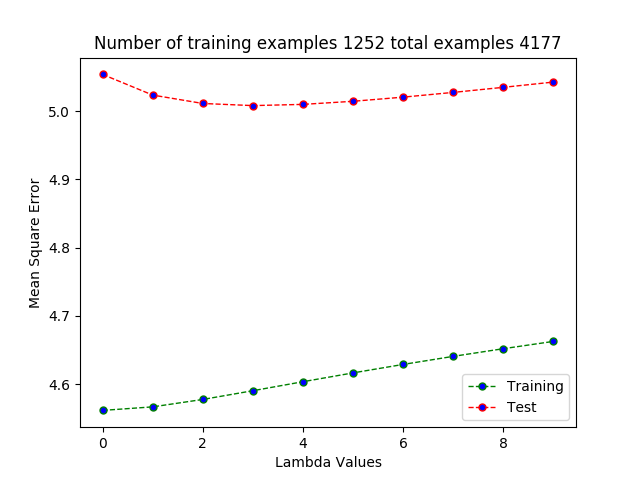 Number of training examples 1252 total examples 4177
5.0
4.9
4.8
4.7
4.6
Mean Square Error
0
2
4
6
8
Lambda Values
Training
Test